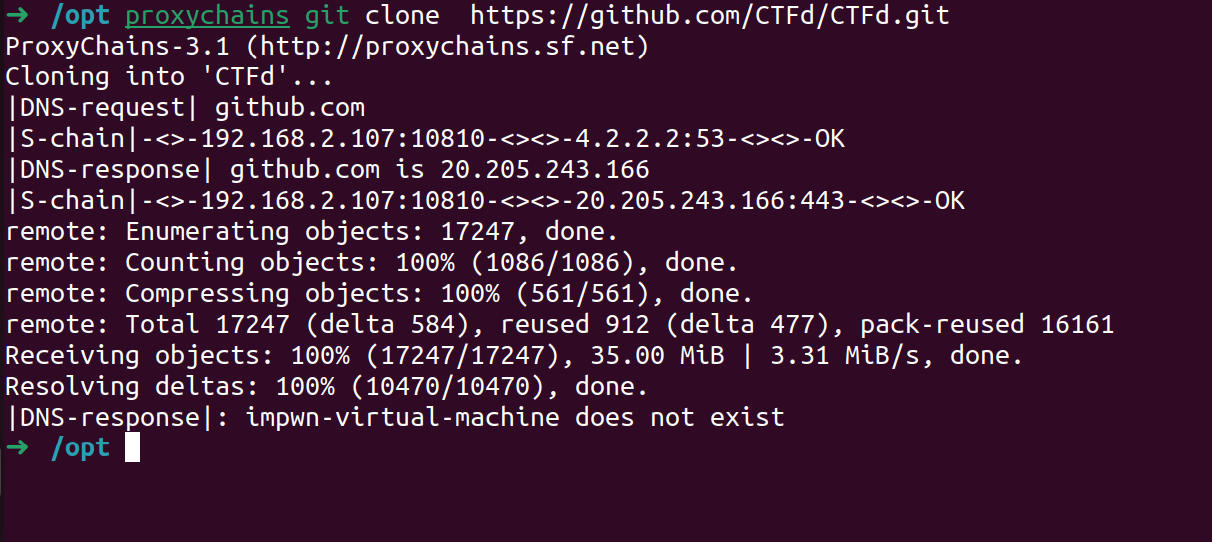 ➜ /opt proxychains git clone  https://github.com/CTFd/CTFd.git
ProxyChains-3.1 (http://proxychains.sf.net)
Cloning into 'CTFd'...
|DNS-request| github.com
|S-chain|-<>-192.168.2.107:10810-<><>-4.2.2.2:53-<><>-OK
|DNS-response| github.com is 20.205.243.166
|S-chain|-<>-192.168.2.107:10810-<><>-20.205.243.166:443-<><>-OK
remote: Enumerating objects: 17247, done.
remote: Counting objects: 100% (1086/1086), done.
remote: Compressing objects: 100% (561/561), done.
remote: Total 17247 (delta 584), reused 912 (delta 477), pack-reused 16161
Receiving objects: 100% (17247/17247), 35.00 MiB | 3.31 MiB/s, done.
Resolving deltas: 100% (10470/10470), done.
|DNS-response|: impwn-virtual-machine does not exist
➜ /opt